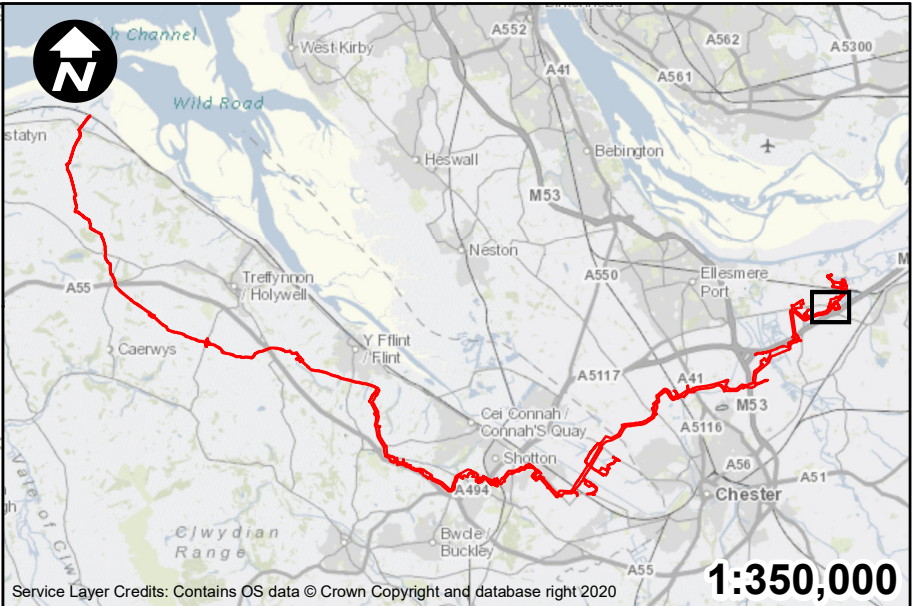 h Channel
A552
A562
A5300
West Kirby
A41
A561
N
Wild Road
statyn
Heswall
Bebington
M53
Neston
A550
Ellesmere
Port
M
Treffynnon
/ Holywell
A55
Caerwys
Y Fflint
/ Flint
A5117
A41
M53
Cei Connah /
Connah'S Quay
A5116
Shotton
A56
A51
A494
Chester
Vale of Clw
gh
Clwydian
Range
Bwcle /
Buckley
A55
1:350,000
Service Layer Credits: Contains OS data © Crown Copyright and database right 2020